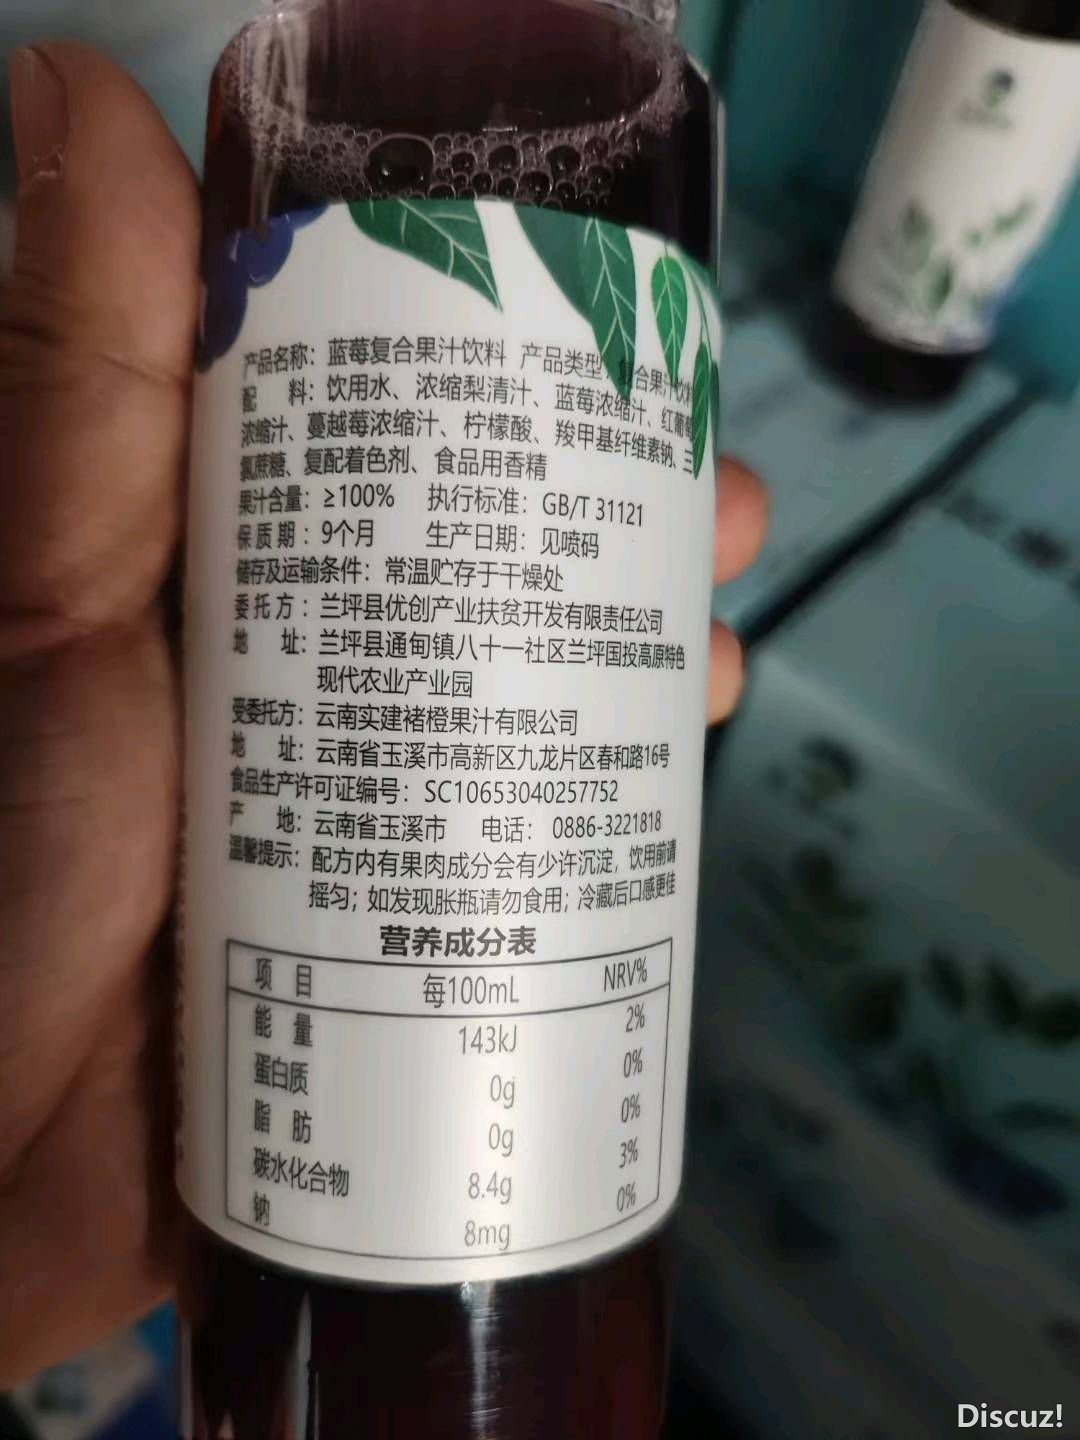 产品名称：蓝莓复合果汁饮料 产品类型：复合果汁饮料
配 料：饮用水、浓缩梨清汁、蓝莓浓缩汁、红葡萄
浓缩汁、蔓越莓浓缩汁、柠檬酸、羧甲基纤维素钠、三
氯蔗糖、复配着色剂、食品用香精
果汁含量：≥100% 执行标准：GB/T 31121
保质期：9个月 生产日期：见喷码
储存及运输条件：常温贮存于干燥处
委托方：兰坪县优创产业扶贫开发有限责任公司
地 址：兰坪县通甸镇八十一社区兰坪国投高原特色
现代农业产业园
受委托方：云南实建褚橙果汁有限公司
地 址：云南省玉溪市高新区九龙片区春和路16号
食品生产许可证编号：SC10653040257752
产 地：云南省玉溪市 电话：0886-3221818
温馨提示：配方内有果肉成分会有少许沉淀，饮用前请
摇匀；如发现胀瓶请勿食用；冷藏后口感更佳
营养成分表
项 目 每100mL NRV%
能 量 143kJ 2%
蛋白质 0g 0%
脂 肪 0g 0%
碳水化合物 8.4g 3%
钠 8mg 0%
Discuz!